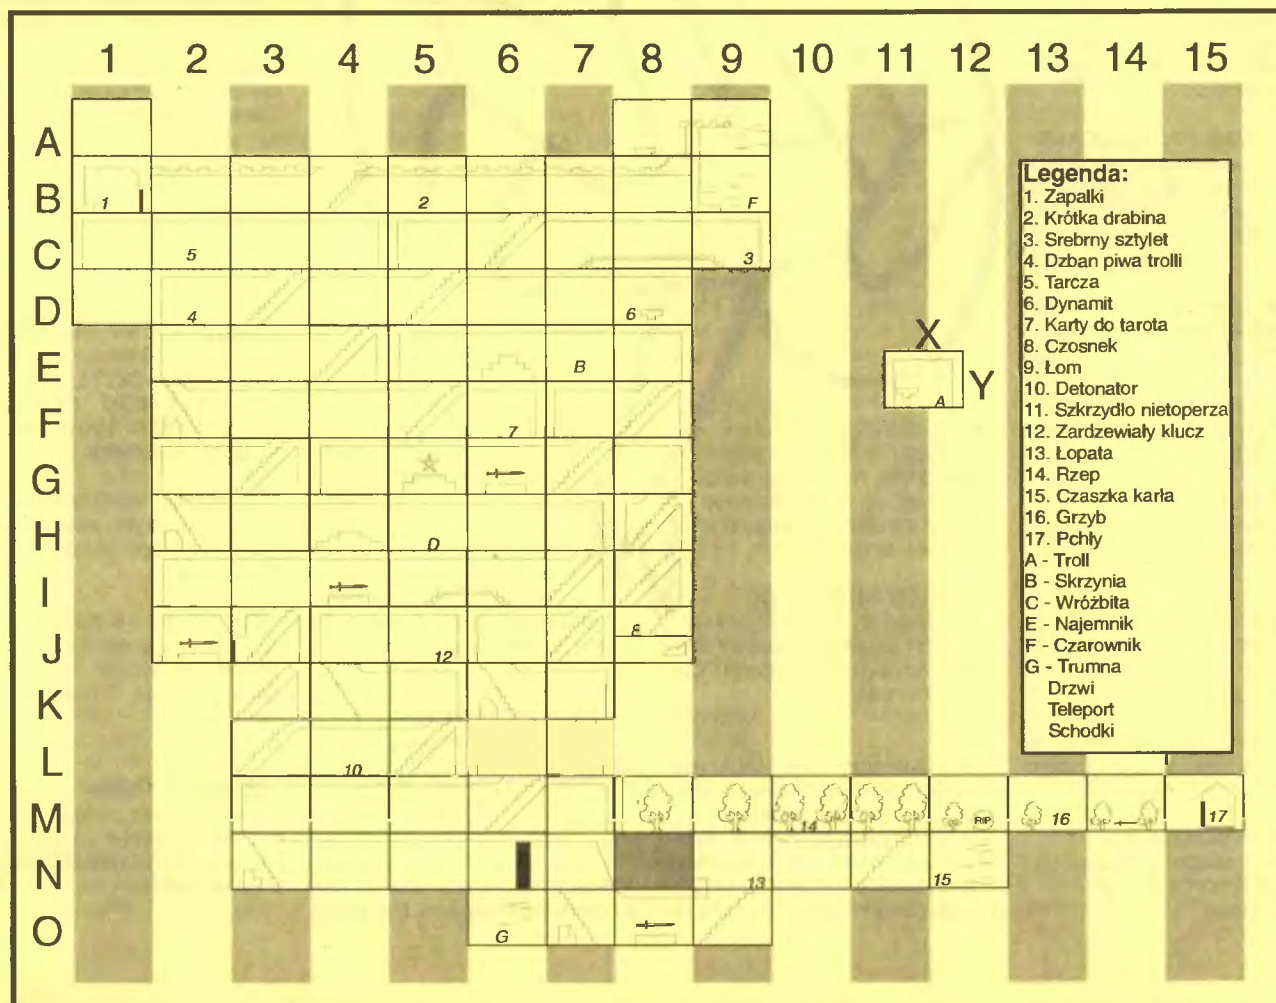 1 2 3 4 5 6 7 8 9 10 11 12 13 14 15
A
B 1 2 F
C 5 3
D 4 6
E B
F 7
G
H D
I
J 12 E
K
L 10
M 14 RIP 16 17
N 13 15
O G
X
Y
A
Legenda:
1. Zapalki
2. Krótka drabina
3. Srebrny sztylet
4. Dzban piwa trolli
5. Tarcza
6. Dynamit
7. Karty do tarota
8. Czosnek
9. Łom
10. Detonator
11. Szkrzydło nietoperza
12. Zardzewiały klucz
13. Łopata
14. Rzep
15. Czaszka karła
16. Grzyb
17. Pchły
A - Troll
B - Skrzynia
C - Wróżbita
E - Najemnik
F - Czarownik
G - Trumna
Drzwi
Teleport
Schodki